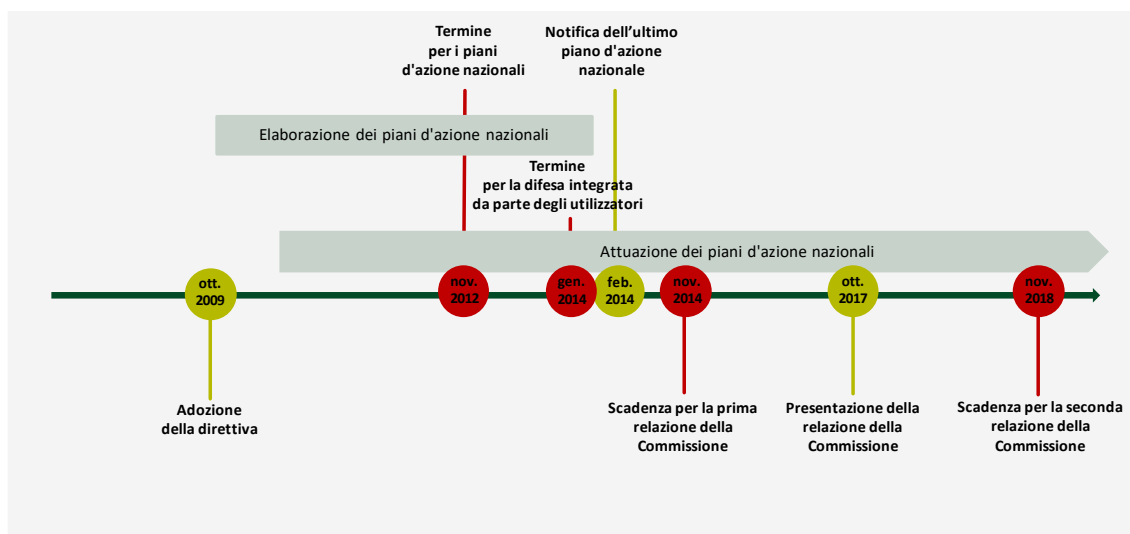 Termine
per i piani
d'azione nazionali
Notifica dell’ultimo
piano d'azione
nazionale
Elaborazione dei piani d'azione nazionali
Termine
per la difesa integrata
da parte degli utilizzatori
Attuazione dei piani d'azione nazionali
ott.
2009
nov.
2012
gen.
2014
feb.
2014
nov.
2014
ott.
2017
nov.
2018
Adozione
della direttiva
Scadenza per la prima
relazione della
Commissione
Presentazione della
relazione della
Commissione
Scadenza per la seconda
relazione della
Commissione